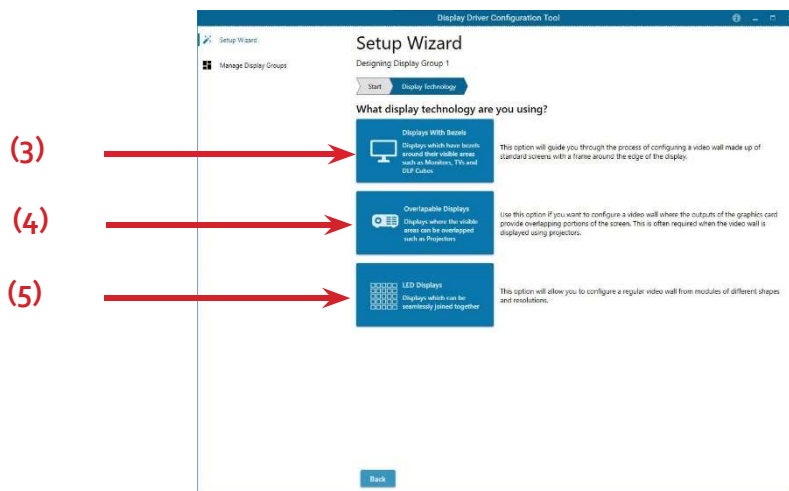 Display Driver Configuration Tool
Setup Wizard
Manage Display Groups
Setup Wizard
Designing Display Group 1
Start
Display Technology
What display technology are you using?
(3)
Displays With Bezels
Displays which have bezels
around their visible areas
such as Monitors, TVs and
DLP Cubes
This option will guide you through the process of configuring a video wall made up of
standard screens with a frame around the edge of the display.
(4)
Overlapable Displays
Displays where the visible
areas can be overlapped
such as Projectors
Use this option if you want to configure a video wall where the outputs of the graphics card
provide overlapping portions of the screen. This is often required when the video wall is
displayed using projectors.
(5)
LED Displays
Displays which can be
seamlessly joined together
This option will allow you to configure a regular video wall from modules of different shapes
and resolutions.
Back